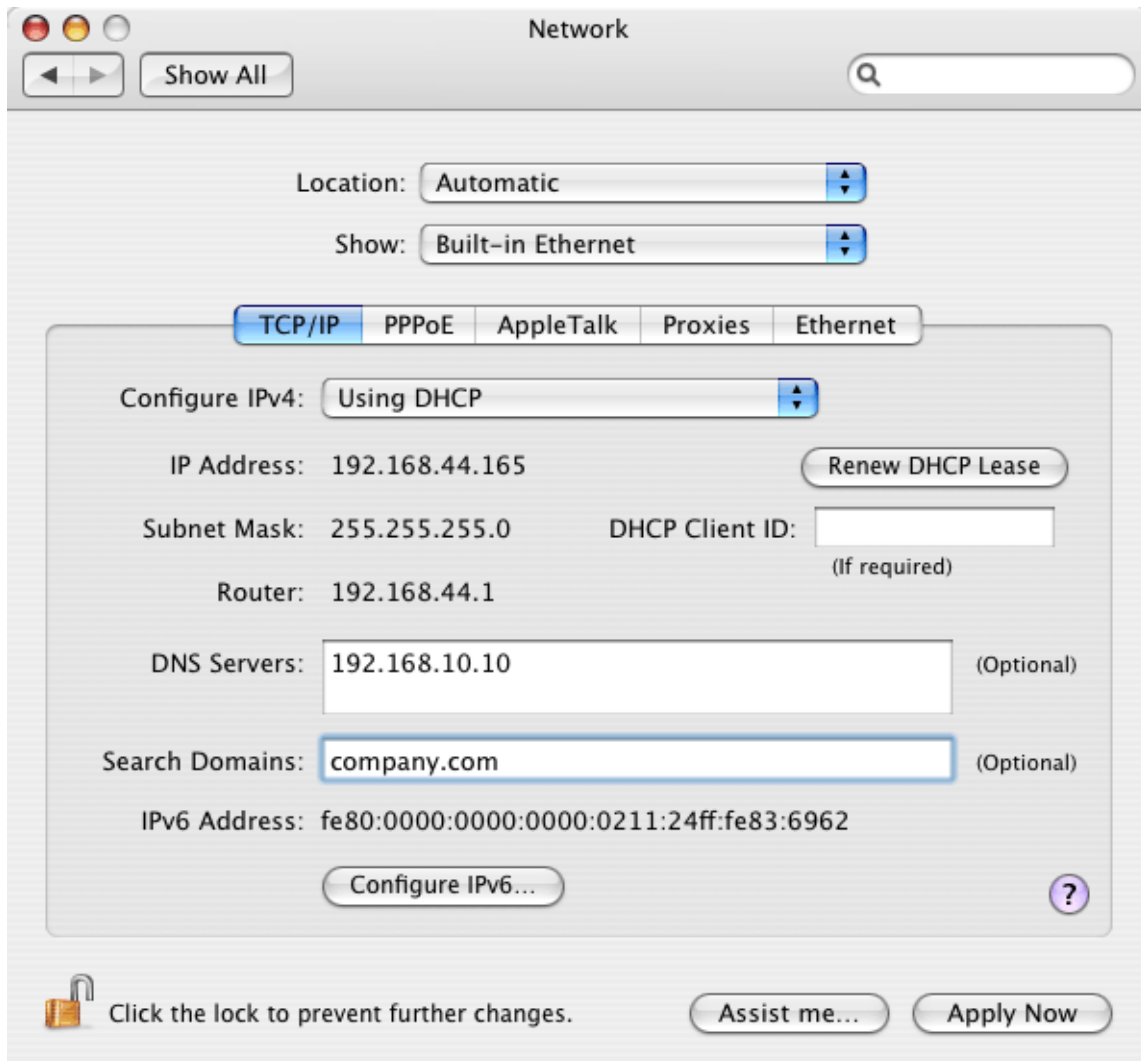 Network
Show All
Location: Automatic
Show: Built-in Ethernet
TCP/IP PPPoE AppleTalk Proxies Ethernet
Configure IPv4: Using DHCP
IP Address: 192.168.44.165 Renew DHCP Lease
Subnet Mask: 255.255.255.0 DHCP Client ID:
(If required)
Router: 192.168.44.1
DNS Servers: 192.168.10.10 (Optional)
Search Domains: company.com (Optional)
IPv6 Address: fe80:0000:0000:0000:0211:24ff:fe83:6962
Configure IPv6... ?
Click the lock to prevent further changes. Assist me... Apply Now